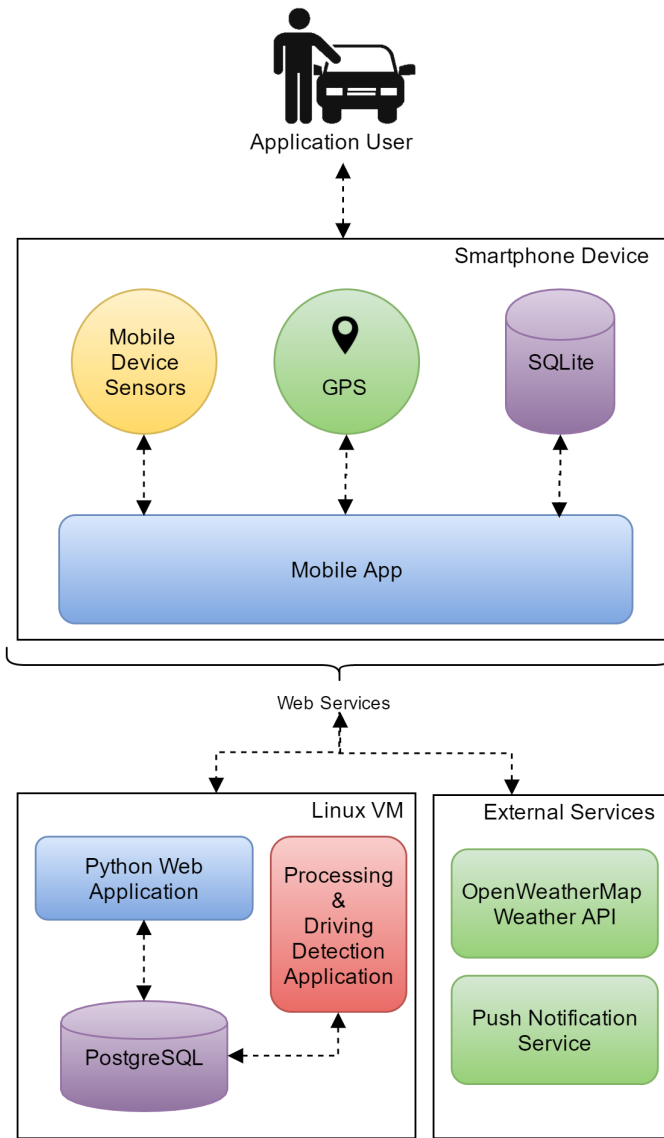 Application User
Smartphone Device
Mobile
Device
Sensors
GPS
SQLite
Mobile App
Web Services
Linux VM
Python Web
Application
Processing
&
Driving
Detection
Application
PostgreSQL
External Services
OpenWeatherMap
Weather API
Push Notification
Service